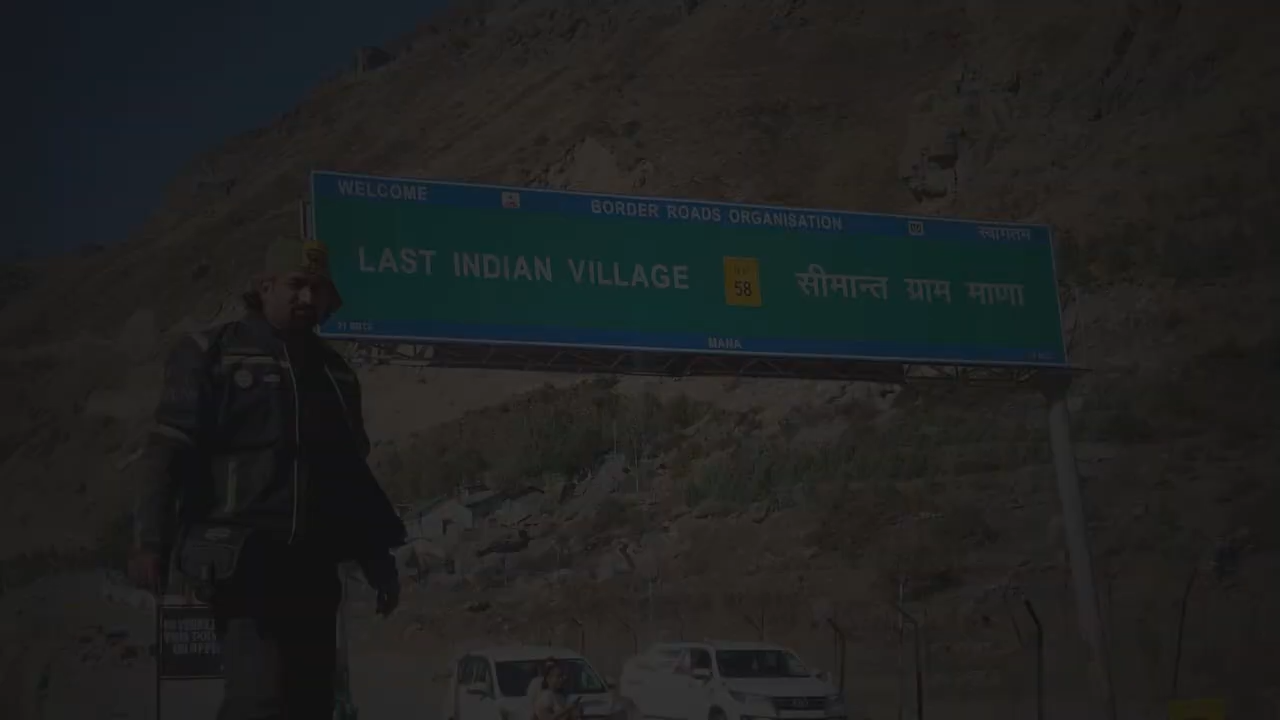 WELCOME
BORDER ROADS ORGANISATION
स्वागतम
LAST INDIAN VILLAGE
58
सीमान्त ग्राम माणा
MANA